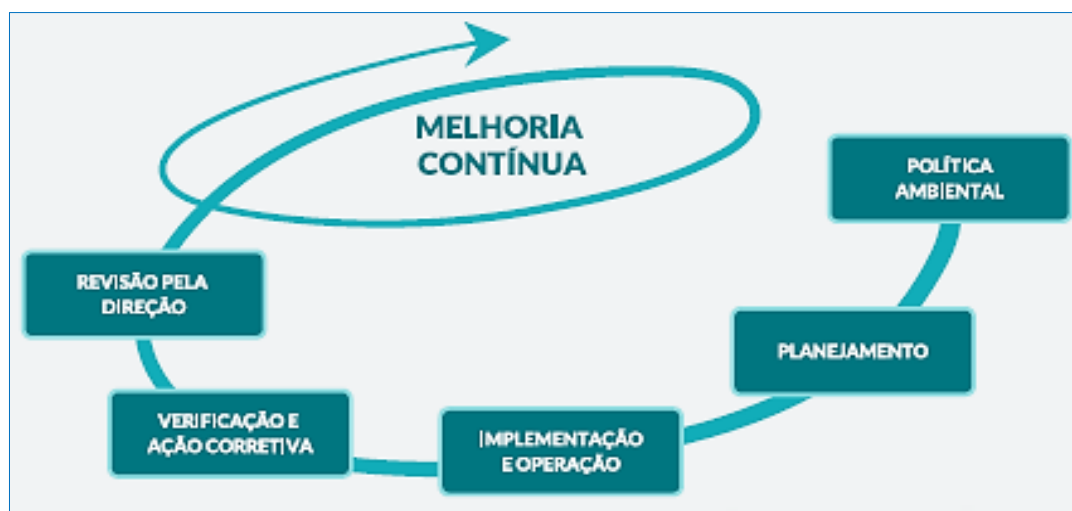 MELHORIA
CONTÍNUA
POLÍTICA
AMBIENTAL
PLANEJAMENTO
IMPLEMENTAÇÃO
E OPERAÇÃO
VERIFICAÇÃO E
AÇÃO CORRETIVA
REVISÃO PELA
DIREÇÃO